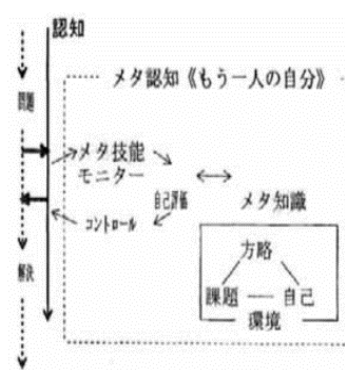 認知
メタ認知《もう一人の自分》
問題
メタ技能
モニター
自己評価
メタ知識
コントロール
方略
解決
課題
自己
環境